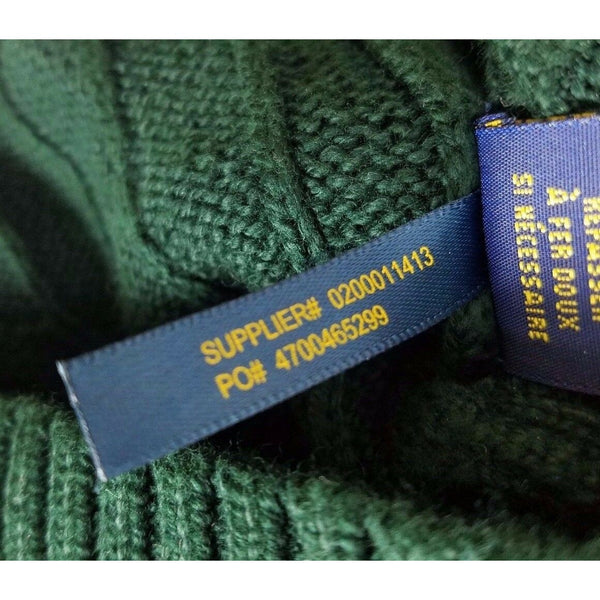 SUPPLIER# 0200011413
PO# 4700465299
REPASSER
À FER DOUX
SI NÉCESSAIRE